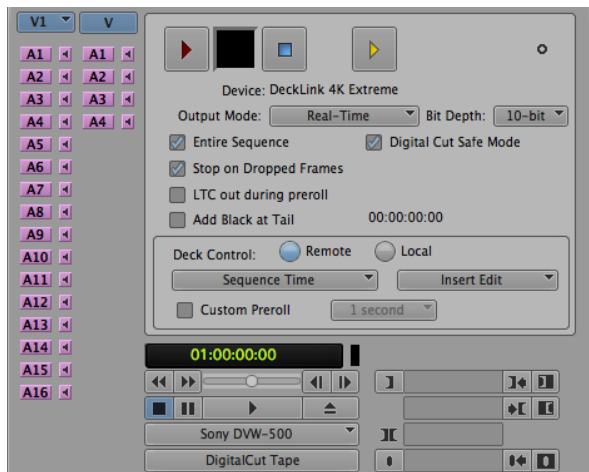 V1 V
A1 A1
A2 A2
A3 A3
A4 A4
A5
A6
A7
A8
A9
A10
A11
A12
A13
A14
A15
A16
Device: DeckLink 4K Extreme
Output Mode: Real-Time Bit Depth: 10-bit
Entire Sequence Digital Cut Safe Mode
Stop on Dropped Frames
LTC out during preroll
Add Black at Tail 00:00:00:00
Deck Control: Remote Local
Sequence Time Insert Edit
Custom Preroll 1 second
01:00:00:00
Sony DVW-500
DigitalCut Tape